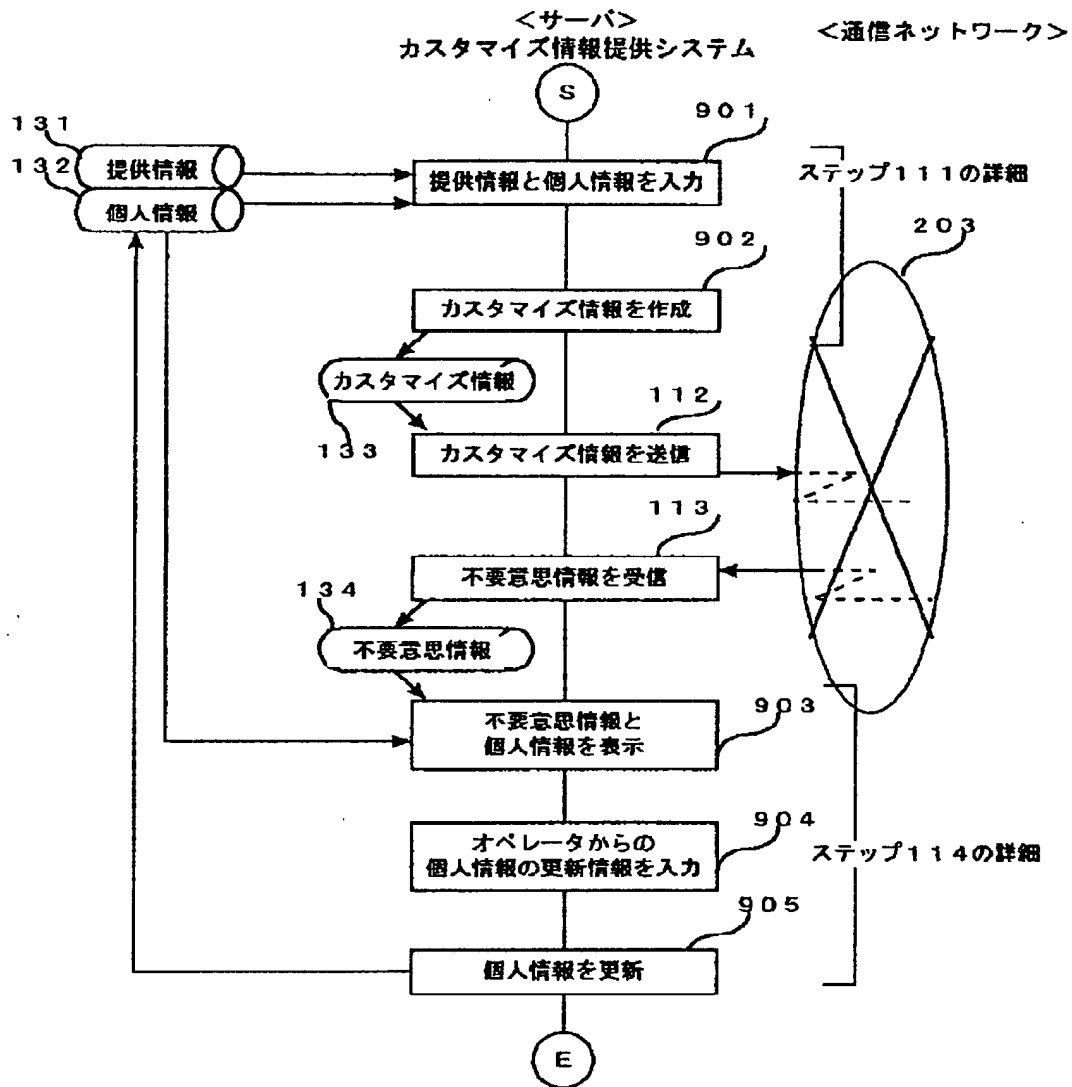 ＜サーバ＞
カスタマイズ情報提供システム
＜通信ネットワーク＞
S
131
提供情報
132
個人情報
901
提供情報と個人情報を入力
ステップ111の詳細
203
902
カスタマイズ情報を作成
カスタマイズ情報
133
112
カスタマイズ情報を送信
113
不要意思情報を受信
134
不要意思情報
903
不要意思情報と
個人情報を表示
904
オペレータからの
個人情報の更新情報を入力
ステップ114の詳細
905
個人情報を更新
E